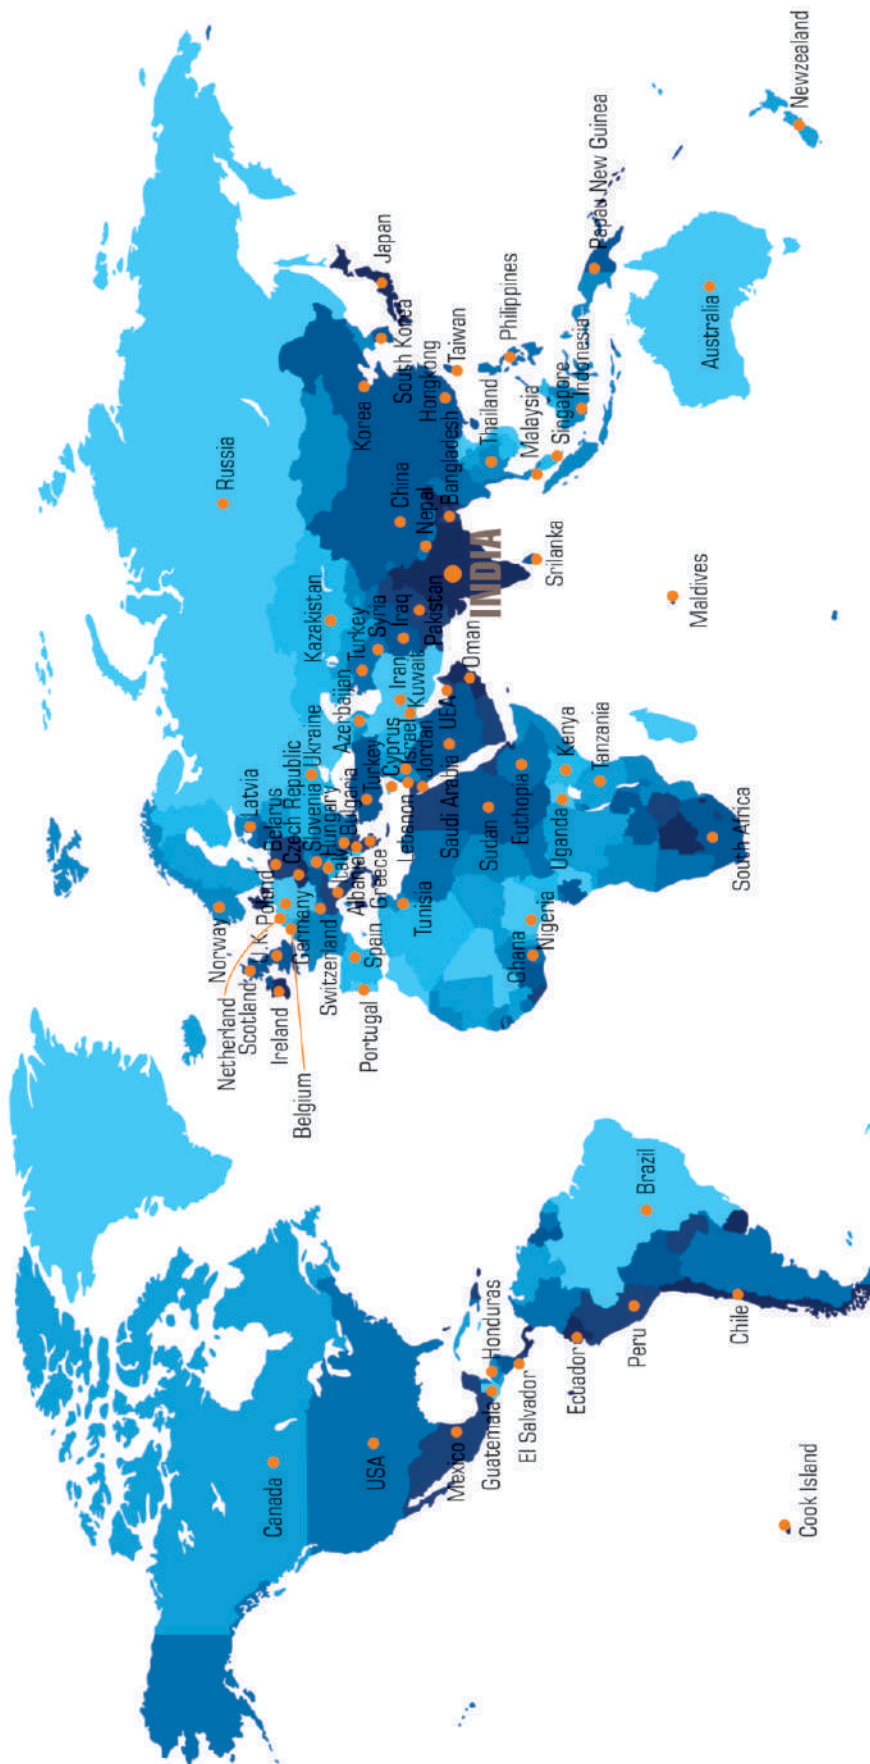 Canada
USA
Mexico
Guatemala
Honduras
El Salvador
Ecuador
Peru
Brazil
Chile
Cook Island
Norway
Netherland
Scotland
U.K.
Ireland
Belgium
Poland
Germany
Latvia
Belarus
Czech Republic
Slovenia
Hungary
Ukraine
Switzerland
Italy
Bulgaria
Albania
Greece
Spain
Portugal
Turkey
Azerbaijan
Turkey
Cyprus
Israel
Lebanon
Jordan
Tunisia
Syria
Iran
Iraq
Kuwait
Saudi Arabia
UEA
Oman
Sudan
Euthopia
Ghana
Nigeria
Uganda
Kenya
Tanzania
South Africa
Russia
Kazakistan
Pakistan
INDIA
Nepal
China
Bangladesh
Srilanka
Maldives
Korea
South Korea
Japan
Hongkong
Taiwan
Thailand
Philippines
Malaysia
Singapore
Indonesia
Papau New Guinea
Australia
Newzealand